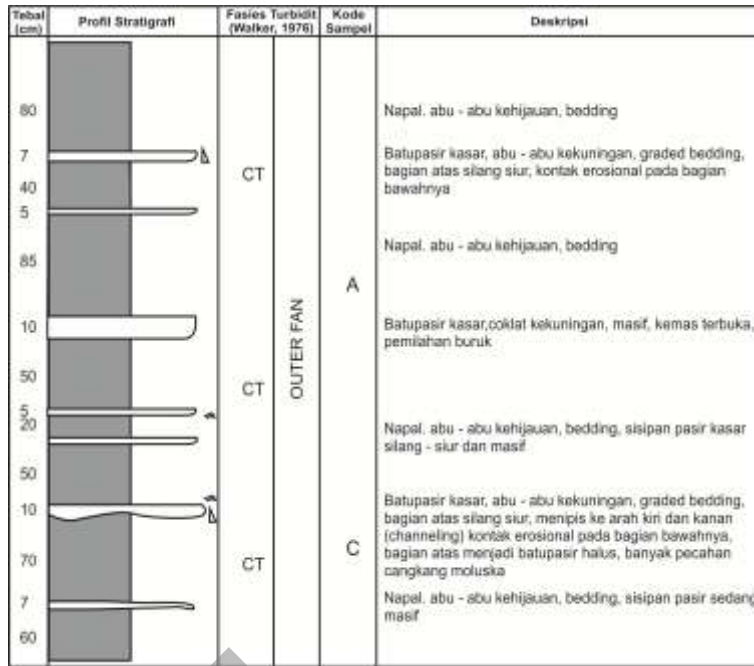 Tebal (cm)
Profil Stratigrafi
Fasies Turbidit (Walker, 1976)
Kode Sampel
Deskripsi
80
Napal. abu - abu kehijauan, bedding
7
Batupasir kasar, abu - abu kekuningan, graded bedding,
bagian atas silang siur, kontak erosional pada bagian
bawahnya
CT
40
5
85
Napal. abu - abu kehijauan, bedding
A
OUTER FAN
10
Batupasir kasar,coklat kekuningan, masif, kemas terbuka,
pemilahan buruk
50
CT
5
20
Napal. abu - abu kehijauan, bedding, sisipan pasir kasar
silang - siur dan masif
50
10
Batupasir kasar, abu - abu kekuningan, graded bedding,
bagian atas silang siur, menipis ke arah kiri dan kanan
(channeling) kontak erosional pada bagian bawahnya,
bagian atas menjadi batupasir halus, banyak pecahan
cangkang moluska
C
CT
70
7
Napal. abu - abu kehijauan, bedding, sisipan pasir sedang
masif
60